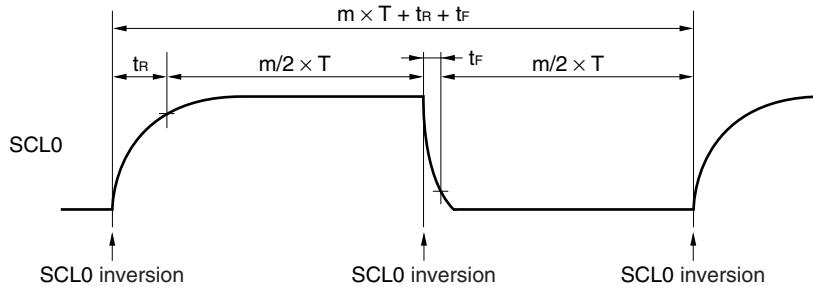 m × T + tR + tF
tR
m/2 × T
tF
m/2 × T
SCL0
SCL0 inversion
SCL0 inversion
SCL0 inversion